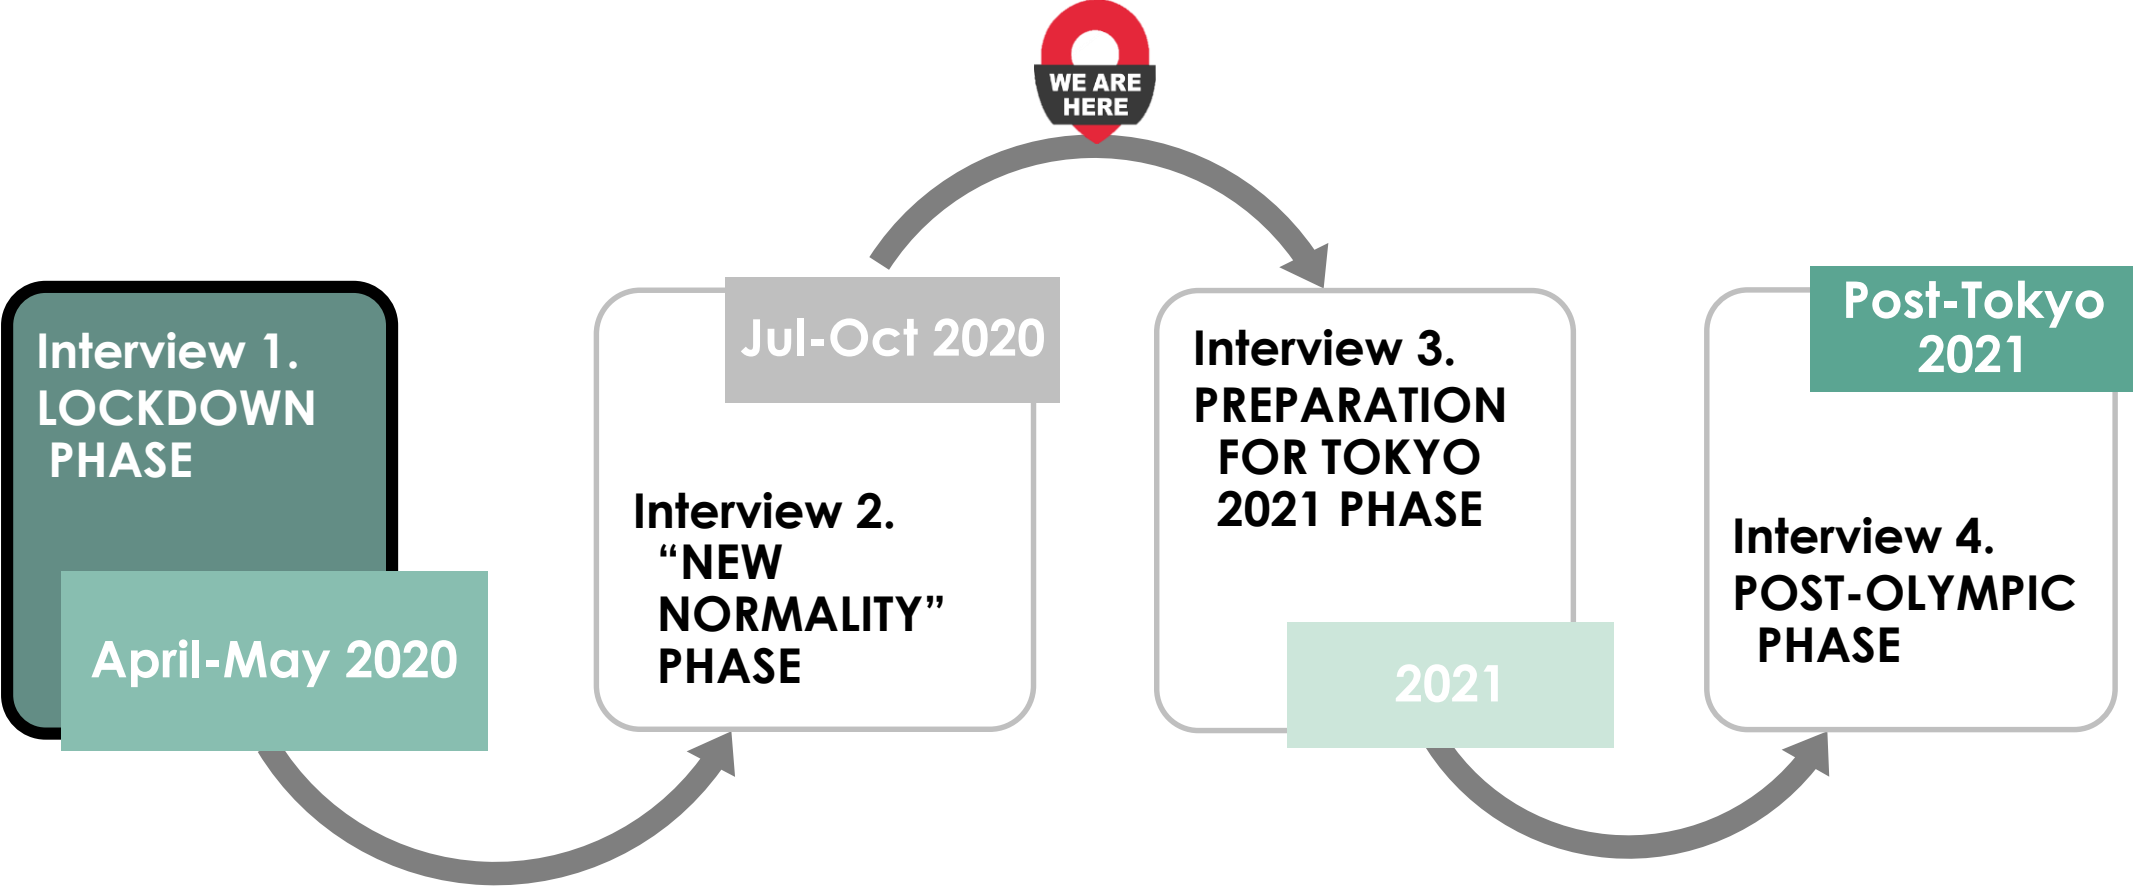 WE ARE
HERE
Interview 1.
LOCKDOWN
PHASE
April-May 2020
Jul-Oct 2020
Interview 2.
“NEW
NORMALITY”
PHASE
Interview 3.
PREPARATION
FOR TOKYO
2021 PHASE
2021
Post-Tokyo
2021
Interview 4.
POST-OLYMPIC
PHASE